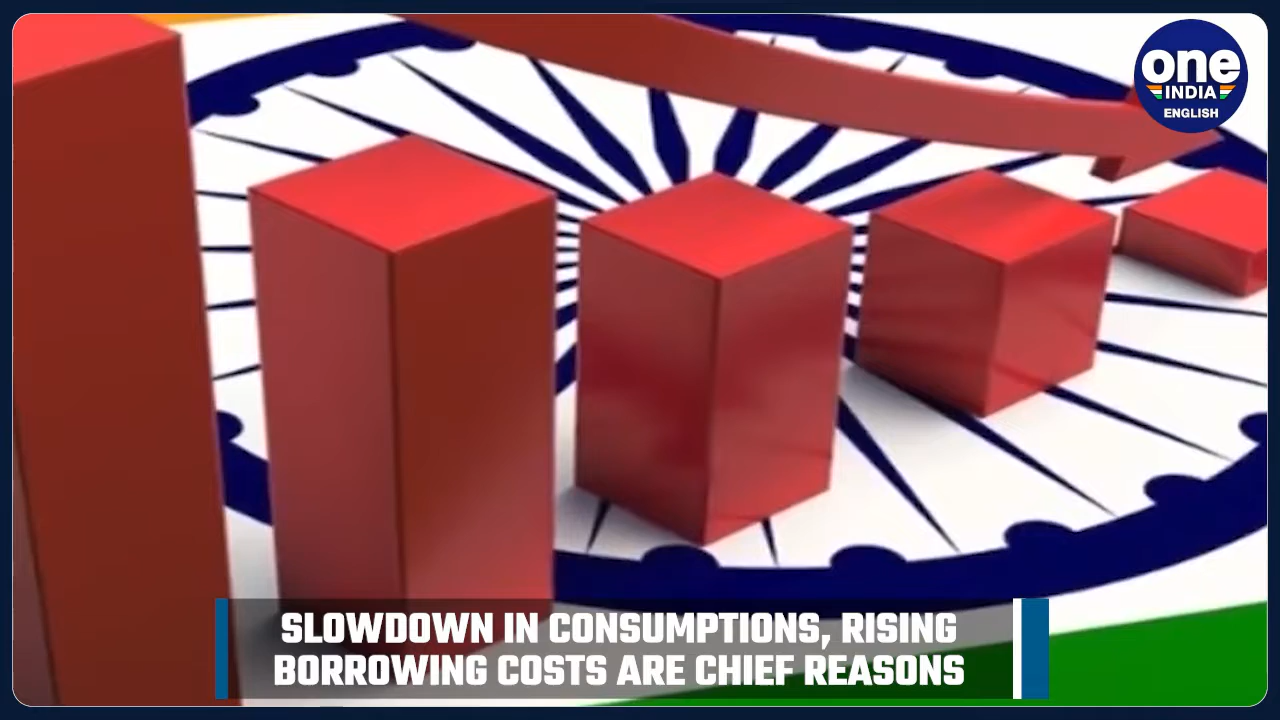 one
INDIA
ENGLISH
SLOWDOWN IN CONSUMPTIONS, RISING
BORROWING COSTS ARE CHIEF REASONS